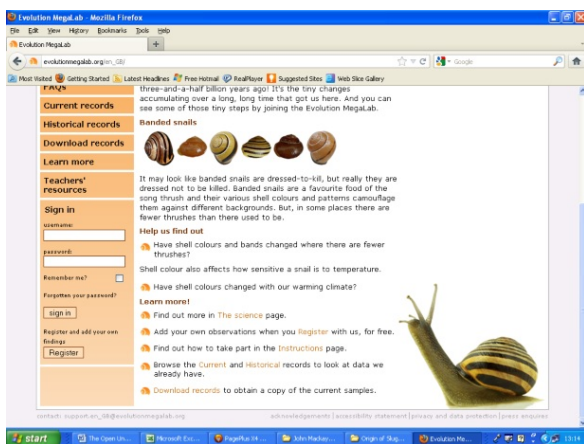 Evolution MegaLab - Mozilla Firefox
File Edit View History Bookmarks Tools Help
Evolution MegaLab
evolutionmegalab.org/en_GB/
Google
Most Visited Getting Started Latest Headlines Free Hotmail RealPlayer Suggested Sites Web Slice Gallery
FAQs
Current records
Historical records
Download records
Learn more
Teachers'
resources
Sign in
username:
password:
Remember me?
Forgotten your password?
sign in
Register and add your own
findings
Register
three-and-a-half billion years ago! It's the tiny changes
accumulating over a long, long time that got us here. And you can
see some of those tiny steps by joining the Evolution MegaLab.
Banded snails
It may look like banded snails are dressed-to-kill, but really they are
dressed not to be killed. Banded snails are a favourite food of the
song thrush and their various shell colours and patterns camouflage
them against different backgrounds. But, in some places there are
fewer thrushes than there used to be.
Help us find out
Have shell colours and bands changed where there are fewer
thrushes?
Shell colour also affects how sensitive a snail is to temperature.
Have shell colours changed with our warming climate?
Learn more!
Find out more in The science page.
Add your own observations when you Register with us, for free.
Find out how to take part in the Instructions page.
Browse the Current and Historical records to look at data we
already have.
Download records to obtain a copy of the current samples.
contact: support-en_GB@evolutionmegalab.org
acknowledgements | accessibility statement | privacy and data protection | press enquires
start
The Open Un...
Microsoft Exc...
PagePlus X4 ...
John Mackay...
Origin of Slug...
Evolution Me...
13:14